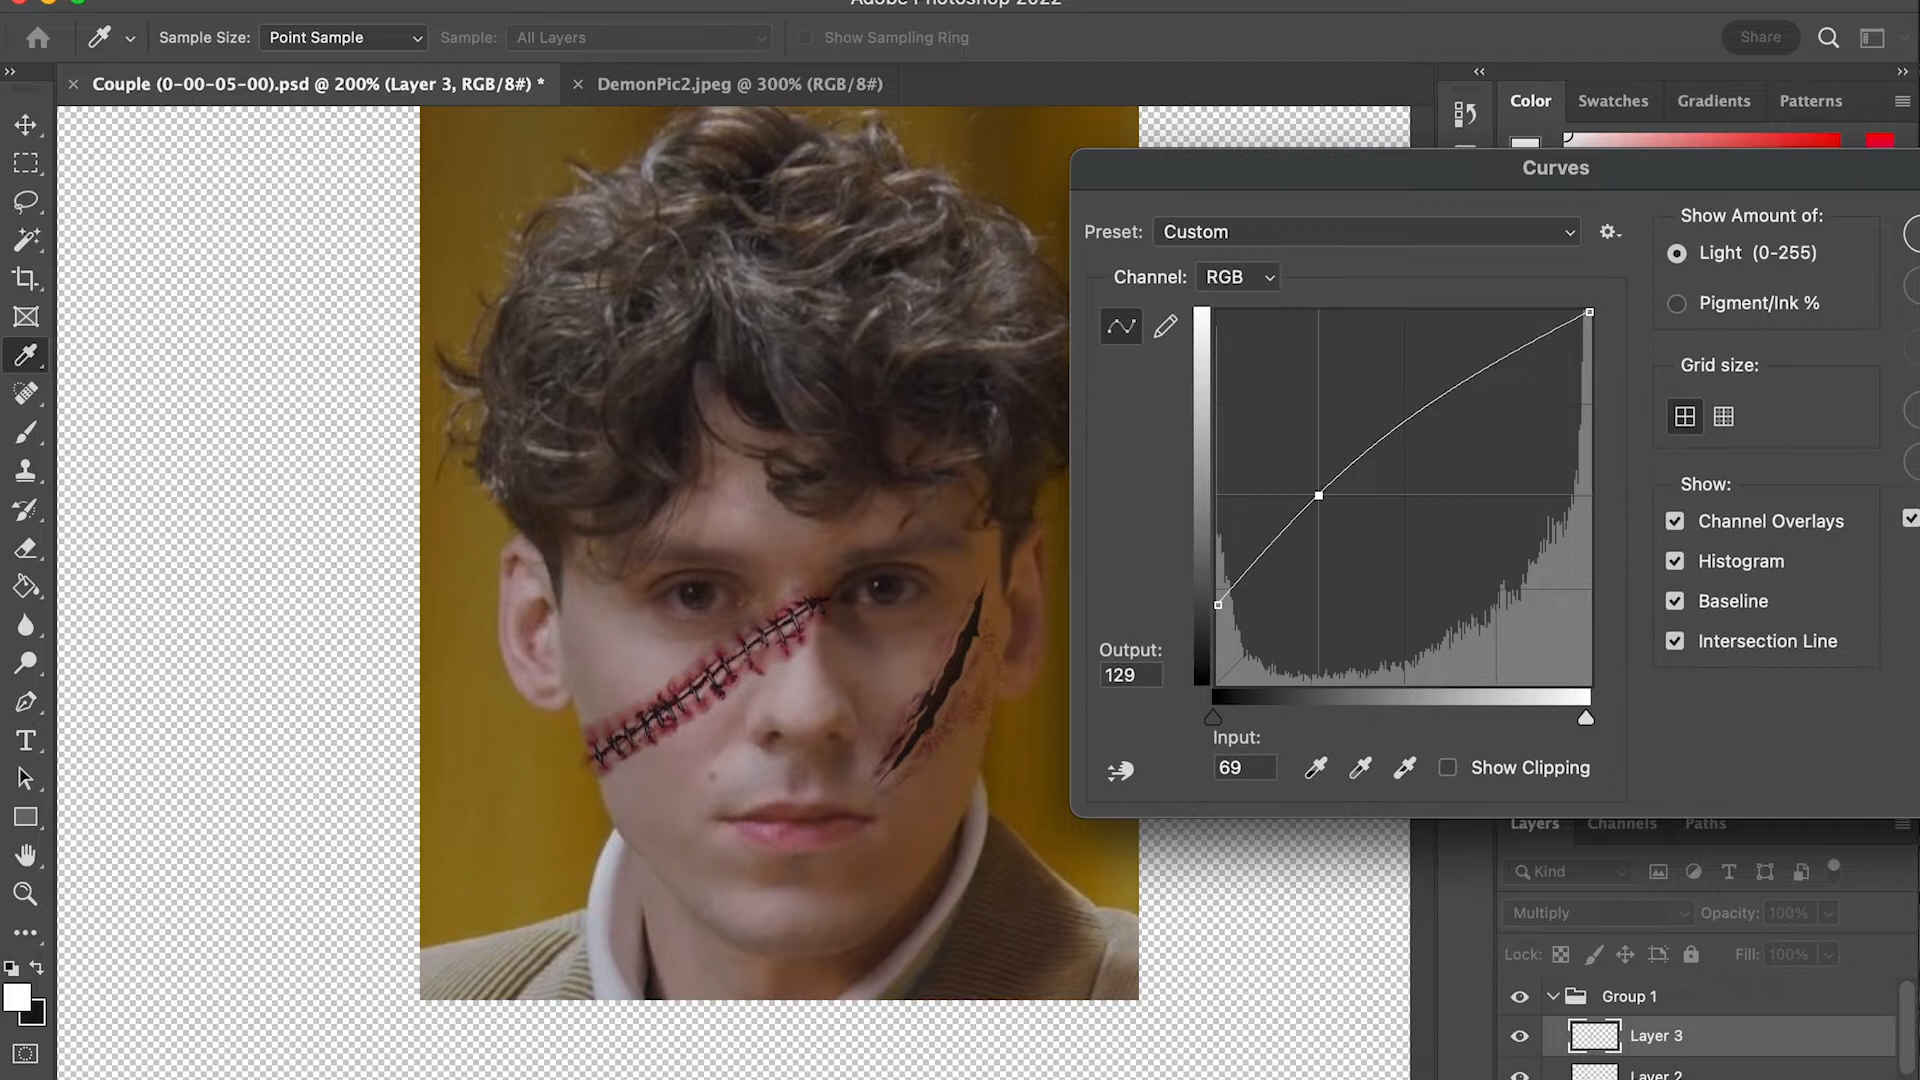 Adobe Photoshop 2022
Sample Size: Point Sample Sample: All Layers Show Sampling Ring Share
Couple (0-00-05-00).psd @ 200% (Layer 3, RGB/8#) * DemonPic2.jpeg @ 300% (RGB/8#)
Color Swatches Gradients Patterns
Curves
Preset: Custom
Channel: RGB
Output:
129
Input:
69
Show Clipping
Show Amount of:
Light (0-255)
Pigment/Ink %
Grid size:
Show:
Channel Overlays
Histogram
Baseline
Intersection Line
Layers Channels Paths
Kind
Multiply Opacity: 100%
Lock: Fill: 100%
Group 1
Layer 3
Layer 2